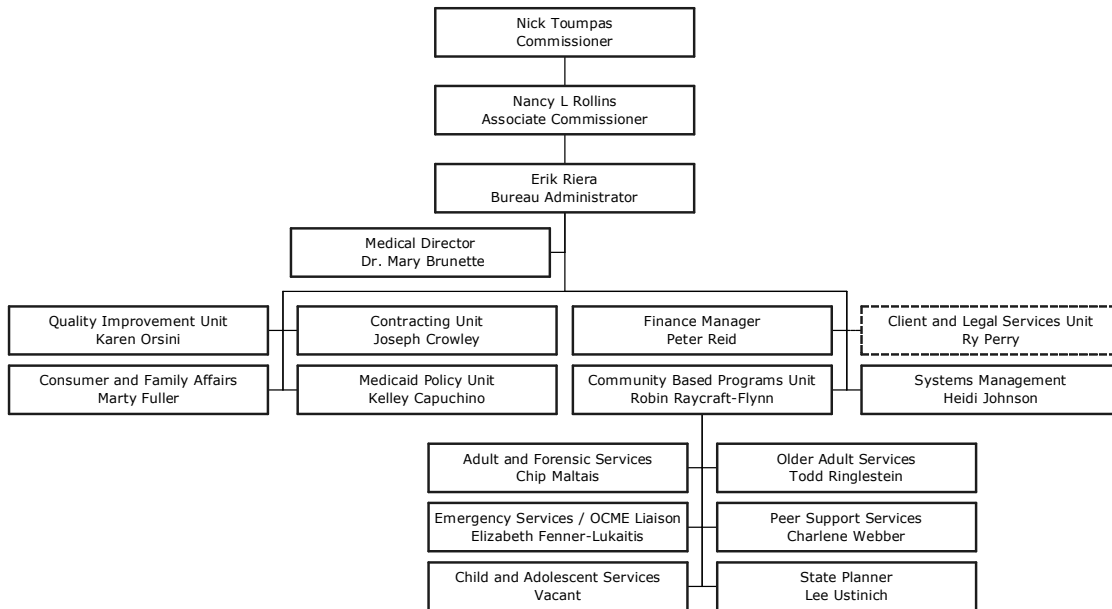 Nick Toumpas
Commissioner
Nancy L Rollins
Associate Commissioner
Erik Riera
Bureau Administrator
Medical Director
Dr. Mary Brunette
Quality Improvement Unit
Karen Orsini
Contracting Unit
Joseph Crowley
Finance Manager
Peter Reid
Client and Legal Services Unit
Ry Perry
Consumer and Family Affairs
Marty Fuller
Medicaid Policy Unit
Kelley Capuchino
Community Based Programs Unit
Robin Raycraft-Flynn
Systems Management
Heidi Johnson
Adult and Forensic Services
Chip Maltais
Older Adult Services
Todd Ringlestein
Emergency Services / OCME Liaison
Elizabeth Fenner-Lukaitis
Peer Support Services
Charlene Webber
Child and Adolescent Services
Vacant
State Planner
Lee Ustinich